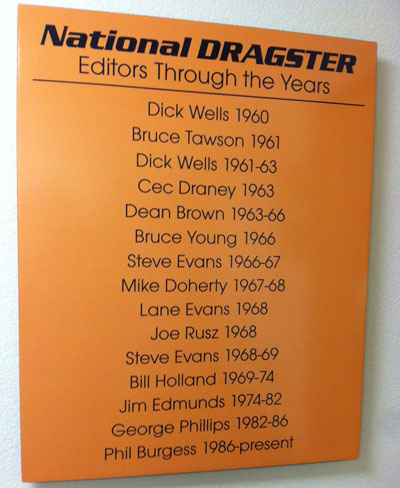 National DRAGSTER
Editors Through the Years
Dick Wells 1960
Bruce Tawson 1961
Dick Wells 1961-63
Cec Draney 1963
Dean Brown 1963-66
Bruce Young 1966
Steve Evans 1966-67
Mike Doherty 1967-68
Lane Evans 1968
Joe Rusz 1968
Steve Evans 1968-69
Bill Holland 1969-74
Jim Edmunds 1974-82
George Phillips 1982-86
Phil Burgess 1986-present